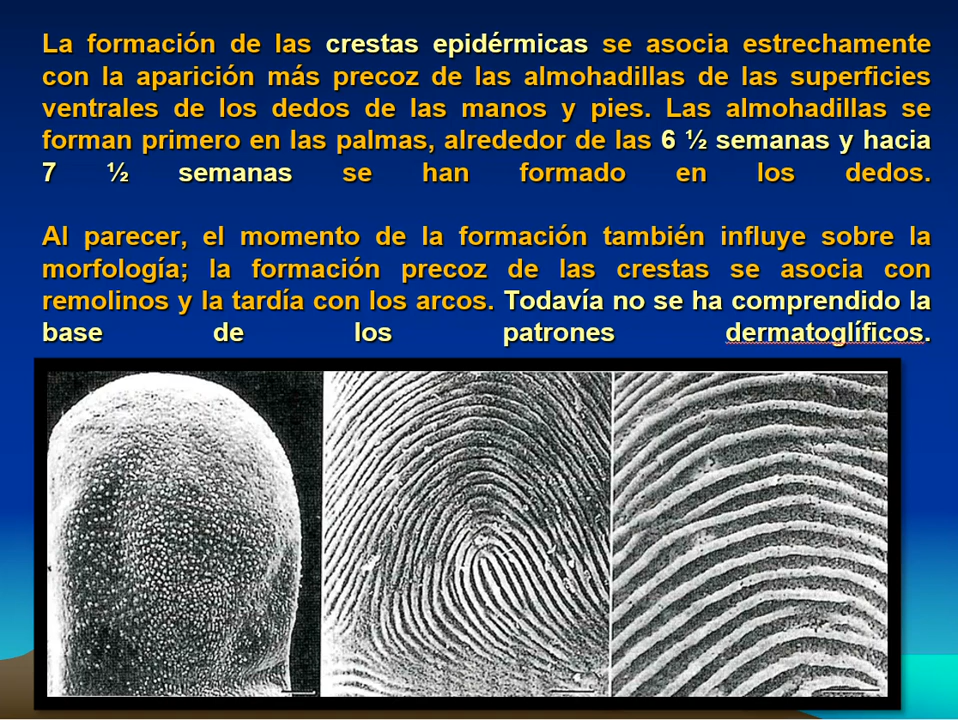 La formación de las crestas epidérmicas se asocia estrechamente
con la aparición más precoz de las almohadillas de las superficies
ventrales de los dedos de las manos y pies. Las almohadillas se
forman primero en las palmas, alrededor de las 6 ½ semanas y hacia
7 ½ semanas se han formado en los dedos.
Al parecer, el momento de la formación también influye sobre la
morfología; la formación precoz de las crestas se asocia con
remolinos y la tardía con los arcos. Todavía no se ha comprendido la
base de los patrones dermatoglíficos.